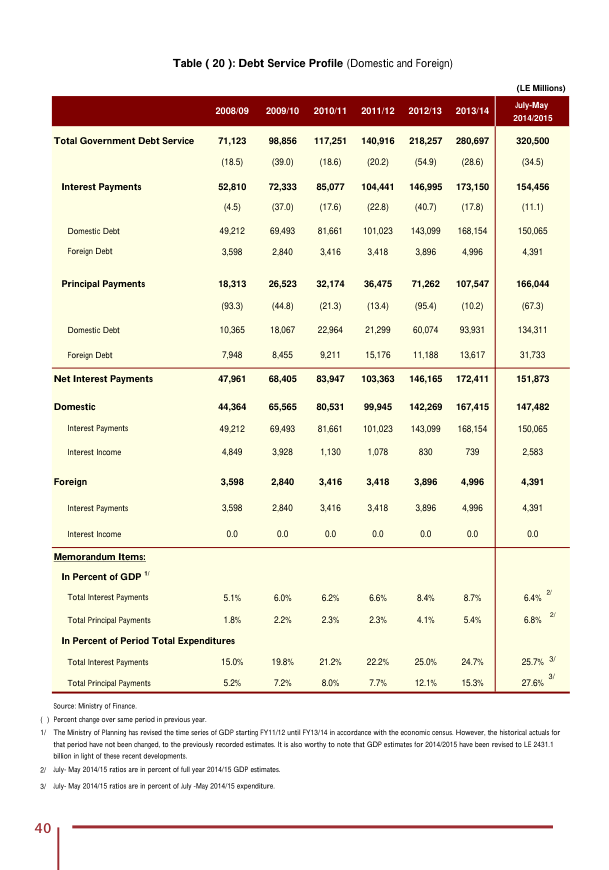 Table ( 20 ): Debt Service Profile (Domestic and Foreign)
(LE Millions)
2008/09 2009/10 2010/11 2011/12 2012/13 2013/14 July-May 2014/2015
Total Government Debt Service 71,123 98,856 117,251 140,916 218,257 280,697 320,500
(18.5) (39.0) (18.6) (20.2) (54.9) (28.6) (34.5)
Interest Payments 52,810 72,333 85,077 104,441 146,995 173,150 154,456
(4.5) (37.0) (17.6) (22.8) (40.7) (17.8) (11.1)
Domestic Debt 49,212 69,493 81,661 101,023 143,099 168,154 150,065
Foreign Debt 3,598 2,840 3,416 3,418 3,896 4,996 4,391
Principal Payments 18,313 26,523 32,174 36,475 71,262 107,547 166,044
(93.3) (44.8) (21.3) (13.4) (95.4) (10.2) (67.3)
Domestic Debt 10,365 18,067 22,964 21,299 60,074 93,931 134,311
Foreign Debt 7,948 8,455 9,211 15,176 11,188 13,617 31,733
Net Interest Payments 47,961 68,405 83,947 103,363 146,165 172,411 151,873
Domestic 44,364 65,565 80,531 99,945 142,269 167,415 147,482
Interest Payments 49,212 69,493 81,661 101,023 143,099 168,154 150,065
Interest Income 4,849 3,928 1,130 1,078 830 739 2,583
Foreign 3,598 2,840 3,416 3,418 3,896 4,996 4,391
Interest Payments 3,598 2,840 3,416 3,418 3,896 4,996 4,391
Interest Income 0.0 0.0 0.0 0.0 0.0 0.0 0.0
Memorandum Items:
In Percent of GDP 1/
Total Interest Payments 5.1% 6.0% 6.2% 6.6% 8.4% 8.7% 6.4% 2/
Total Principal Payments 1.8% 2.2% 2.3% 2.3% 4.1% 5.4% 6.8% 2/
In Percent of Period Total Expenditures
Total Interest Payments 15.0% 19.8% 21.2% 22.2% 25.0% 24.7% 25.7% 3/
Total Principal Payments 5.2% 7.2% 8.0% 7.7% 12.1% 15.3% 27.6% 3/
Source: Ministry of Finance.
( ) Percent change over same period in previous year.
1/ The Ministry of Planning has revised the time series of GDP starting FY11/12 until FY13/14 in accordance with the economic census. However, the historical actuals for
that period have not been changed, to the previously recorded estimates. It is also worthy to note that GDP estimates for 2014/2015 have been revised to LE 2431.1
billion in light of these recent developments.
2/ July- May 2014/15 ratios are in percent of full year 2014/15 GDP estimates.
3/ July- May 2014/15 ratios are in percent of July -May 2014/15 expenditure.
40